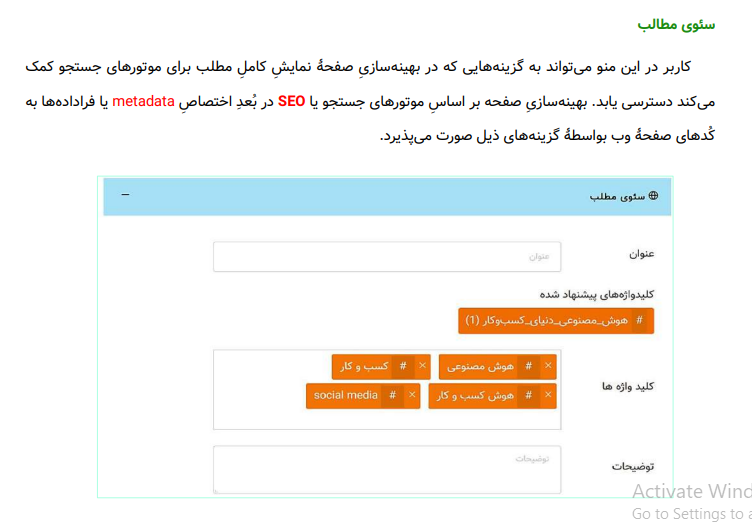 سئوی مطالب
کاربر در این منو می‌تواند به گزینه‌هایی که در بهینه‌سازیِ صفحهٔ نمایشِ کاملِ مطلب برای موتورهای جستجو کمک
می‌کند دسترسی یابد. بهینه‌سازیِ صفحه بر اساسِ موتورهای جستجو یا SEO در بُعدِ اختصاصِ metadata یا فراداده‌ها به
کُدهای صفحهٔ وب بواسطهٔ گزینه‌های ذیل صورت می‌پذیرد.
سئوی مطلب −
عنوان
عنوان
کلیدواژه‌های پیشنهاد شده
# هوش_مصنوعی_دنیای_کسب‌وکار (1)
× # هوش مصنوعی × # کسب و کار
کلید واژه ها
× # هوش کسب و کار × # social media
توضیحات
توضیحات
Activate Wind
Go to Settings to a